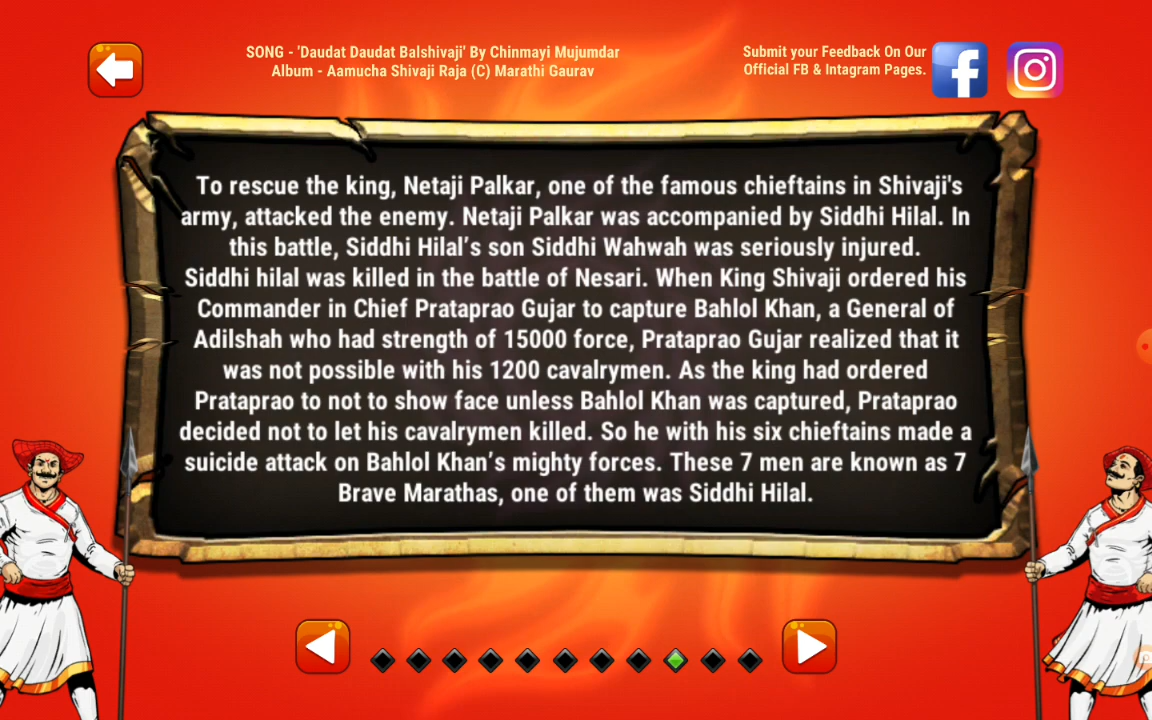 SONG - 'Daudat Daudat Balshivaji' By Chinmayi Mujumdar
Album - Aamucha Shivaji Raja (C) Marathi Gaurav
Submit your Feedback On Our
Official FB & Intagram Pages.
To rescue the king, Netaji Palkar, one of the famous chieftains in Shivaji's
army, attacked the enemy. Netaji Palkar was accompanied by Siddhi Hilal. In
this battle, Siddhi Hilal’s son Siddhi Wahwah was seriously injured.
Siddhi hilal was killed in the battle of Nesari. When King Shivaji ordered his
Commander in Chief Prataprao Gujar to capture Bahlol Khan, a General of
Adilshah who had strength of 15000 force, Prataprao Gujar realized that it
was not possible with his 1200 cavalrymen. As the king had ordered
Prataprao to not to show face unless Bahlol Khan was captured, Prataprao
decided not to let his cavalrymen killed. So he with his six chieftains made a
suicide attack on Bahlol Khan’s mighty forces. These 7 men are known as 7
Brave Marathas, one of them was Siddhi Hilal.